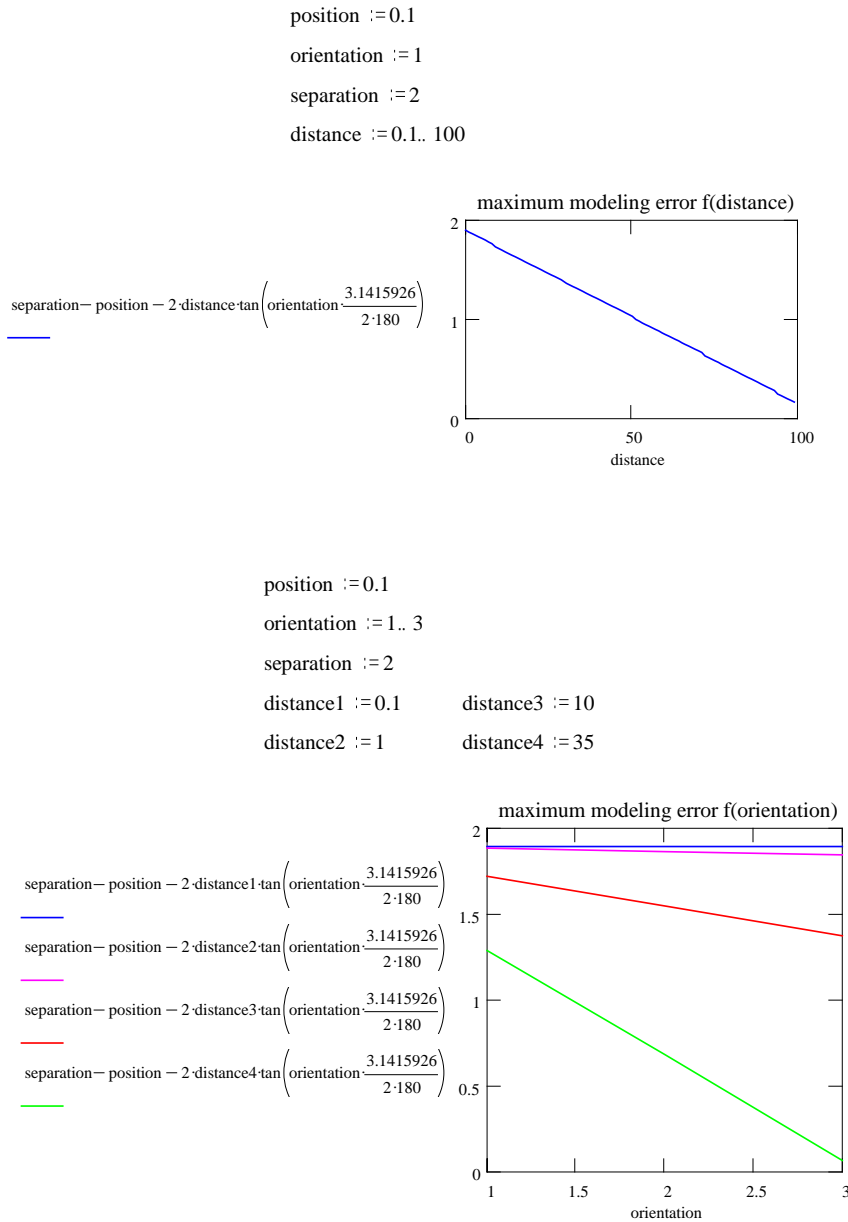 position :=0.1
orientation :=1
separation :=2
distance :=0.1.. 100
maximum modeling error f(distance)
separation− position − 2·distance·tan(orientation·3.1415926/2·180)
2
1
0
0 50 100
distance
position :=0.1
orientation :=1.. 3
separation :=2
distance1 :=0.1 distance3 :=10
distance2 :=1 distance4 :=35
maximum modeling error f(orientation)
separation− position − 2·distance1·tan(orientation·3.1415926/2·180)
separation− position − 2·distance2·tan(orientation·3.1415926/2·180)
separation− position − 2·distance3·tan(orientation·3.1415926/2·180)
separation− position − 2·distance4·tan(orientation·3.1415926/2·180)
2
1.5
1
0.5
0
1 1.5 2 2.5 3
orientation